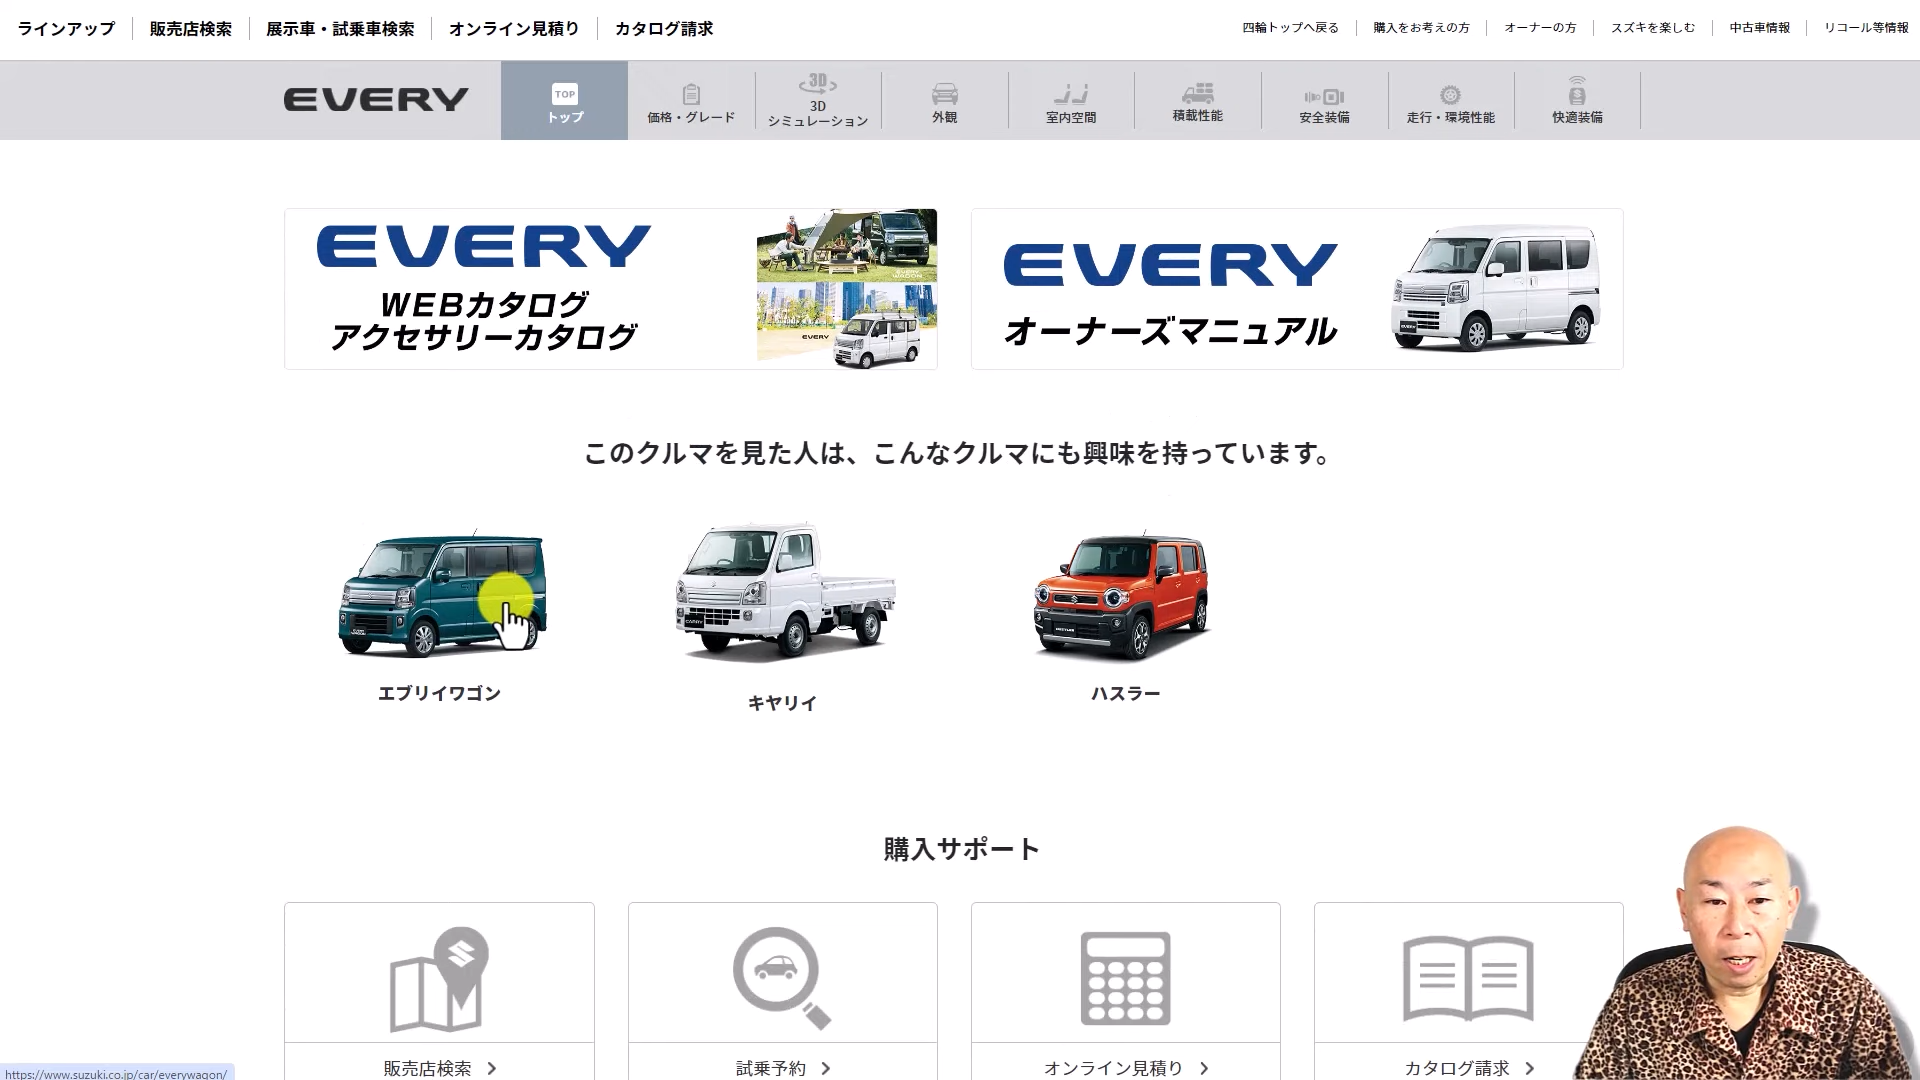 ラインアップ
販売店検索
展示車・試乗車検索
オンライン見積り
カタログ請求
四輪トップへ戻る
購入をお考えの方
オーナーの方
スズキを楽しむ
中古車情報
リコール等情報
EVERY
TOP
トップ
価格・グレード
3D
3D
シミュレーション
外観
室内空間
積載性能
安全装備
走行・環境性能
快適装備
EVERY
WEBカタログ
アクセサリーカタログ
EVERY
WAGON
EVERY
EVERY
オーナーズマニュアル
EVERY
このクルマを見た人は、こんなクルマにも興味を持っています。
エブリイワゴン
CARRY
キヤリイ
HUSTLER
ハスラー
購入サポート
販売店検索
試乗予約
オンライン見積り
カタログ請求
https://www.suzuki.co.jp/car/everywagon/